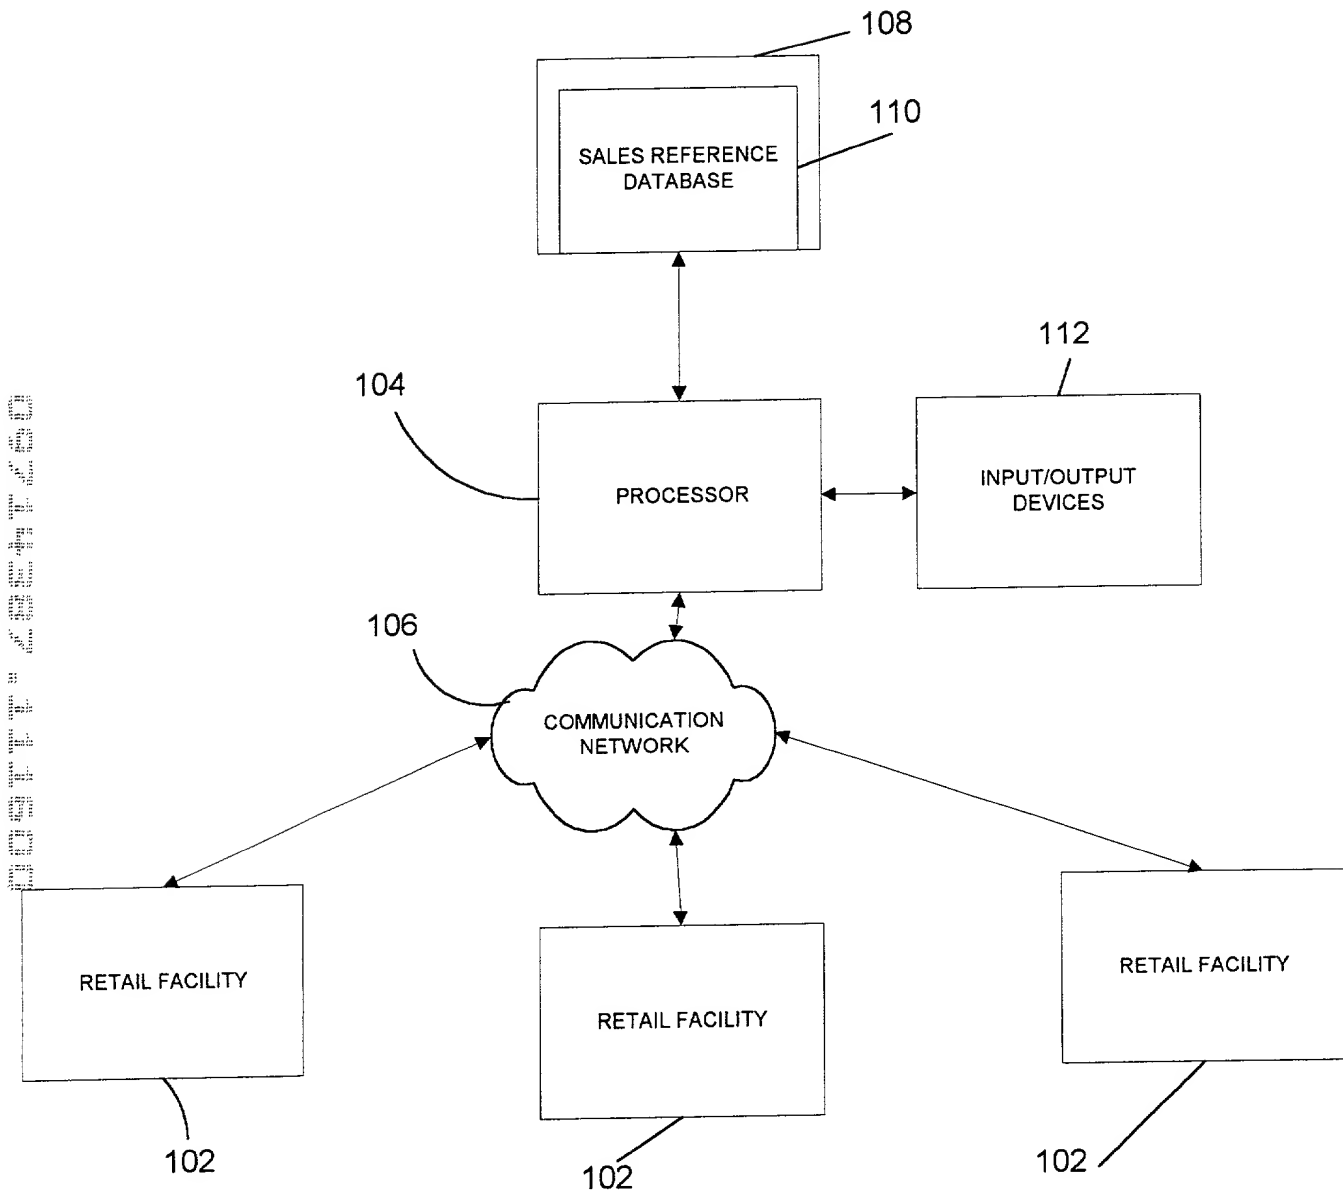 108
110
SALES REFERENCE
DATABASE
112
104
PROCESSOR
INPUT/OUTPUT
DEVICES
106
COMMUNICATION
NETWORK
RETAIL FACILITY
RETAIL FACILITY
RETAIL FACILITY
102
102
102